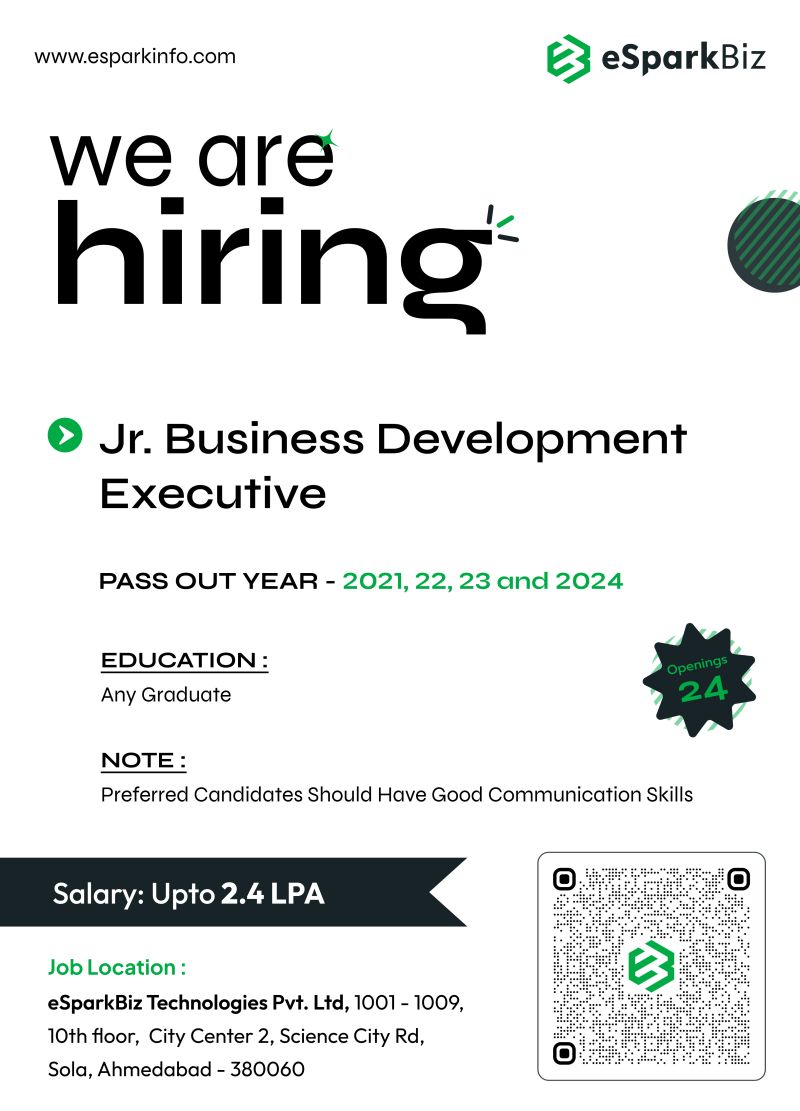 www.esparkinfo.com
eSparkBiz
we are
hiring
Jr. Business Development
Executive
PASS OUT YEAR - 2021, 22, 23 and 2024
EDUCATION :
Any Graduate
Openings
24
NOTE :
Preferred Candidates Should Have Good Communication Skills
Salary: Upto 2.4 LPA
Job Location :
eSparkBiz Technologies Pvt. Ltd, 1001 - 1009,
10th floor, City Center 2, Science City Rd,
Sola, Ahmedabad - 380060